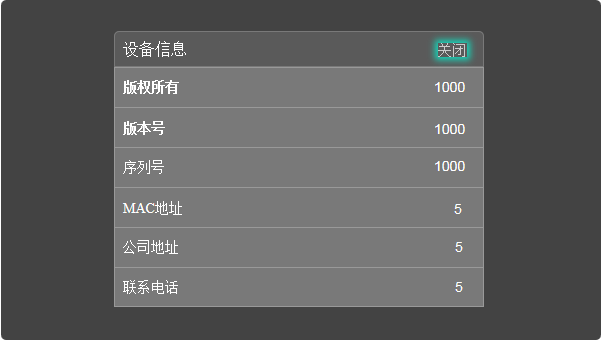 设备信息 关闭
版权所有 1000
版本号 1000
序列号 1000
MAC地址 5
公司地址 5
联系电话 5